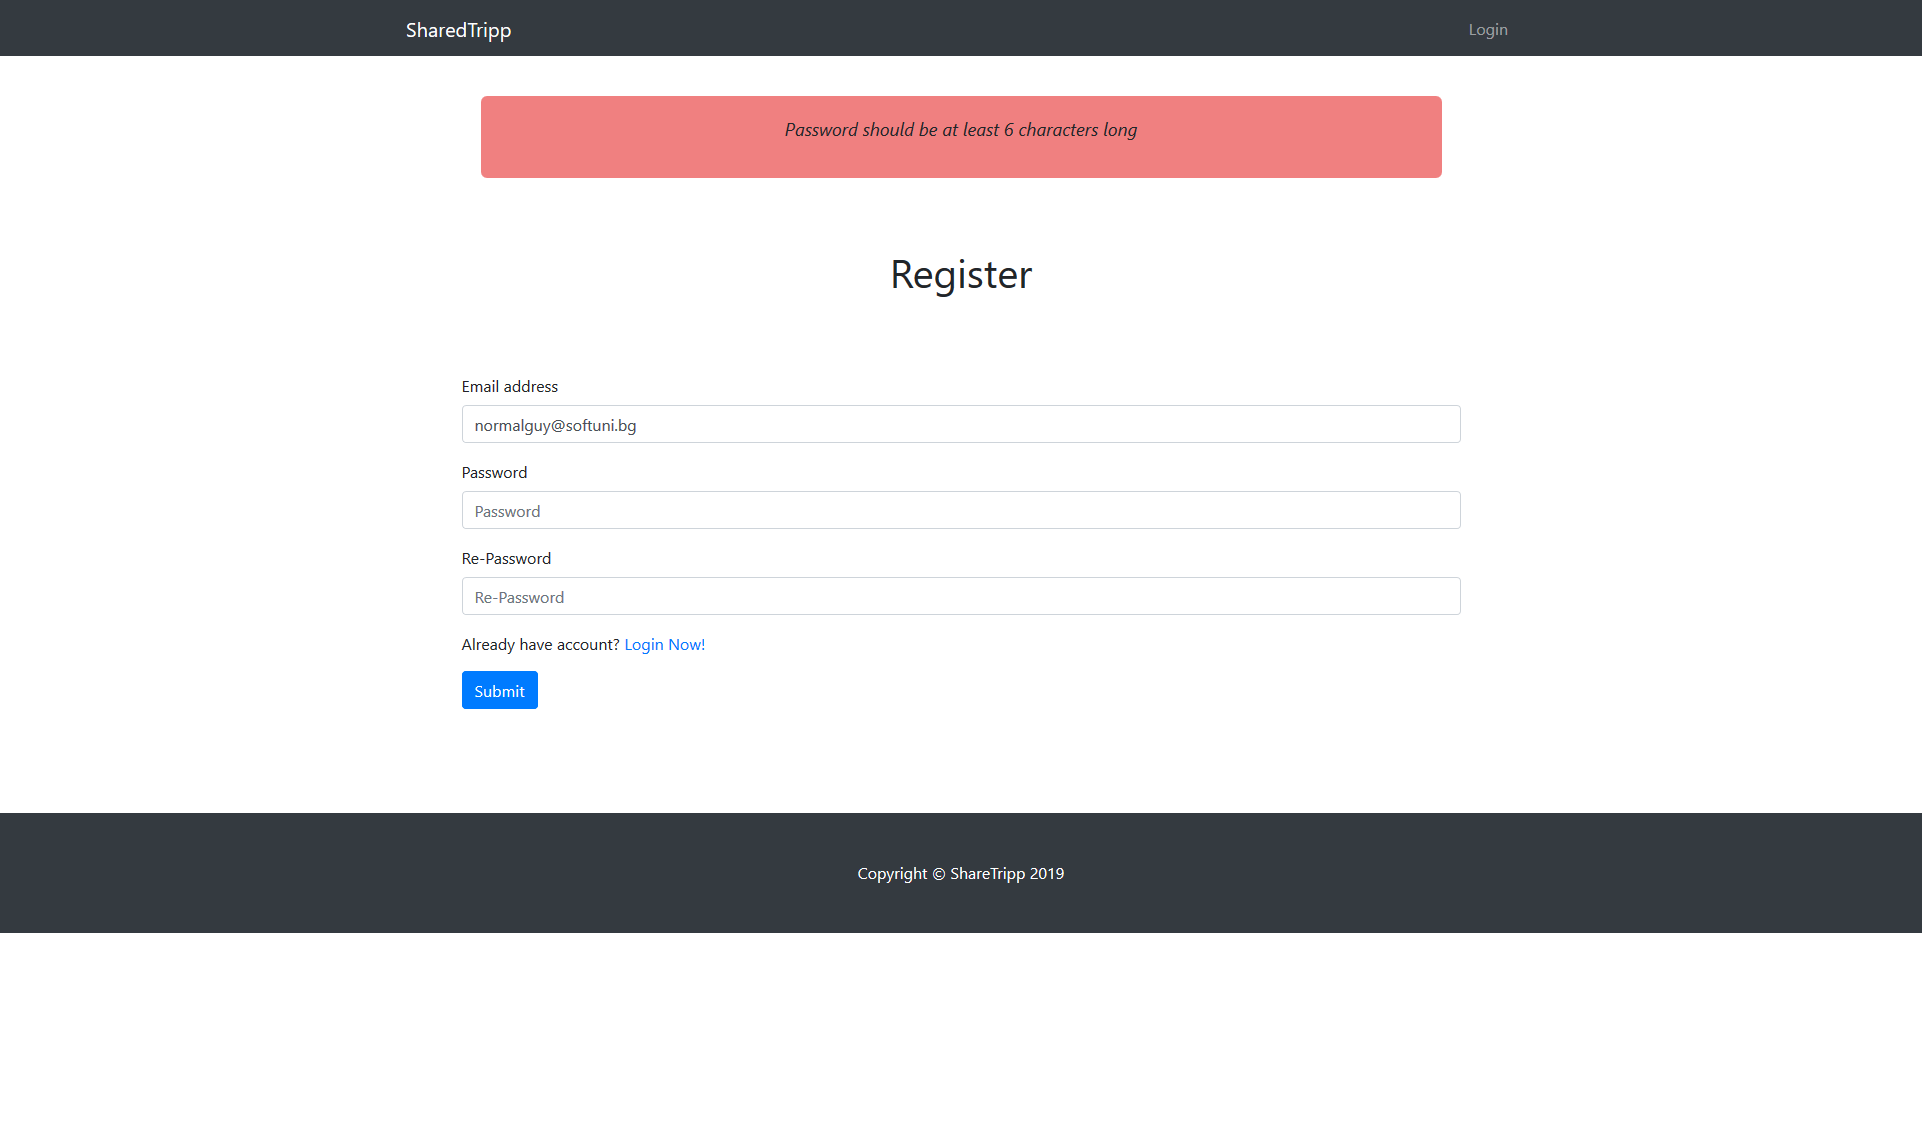 SharedTripp
Login
Password should be at least 6 characters long
Register
Email address
normalguy@softuni.bg
Password
Password
Re-Password
Re-Password
Already have account? Login Now!
Submit
Copyright © ShareTripp 2019